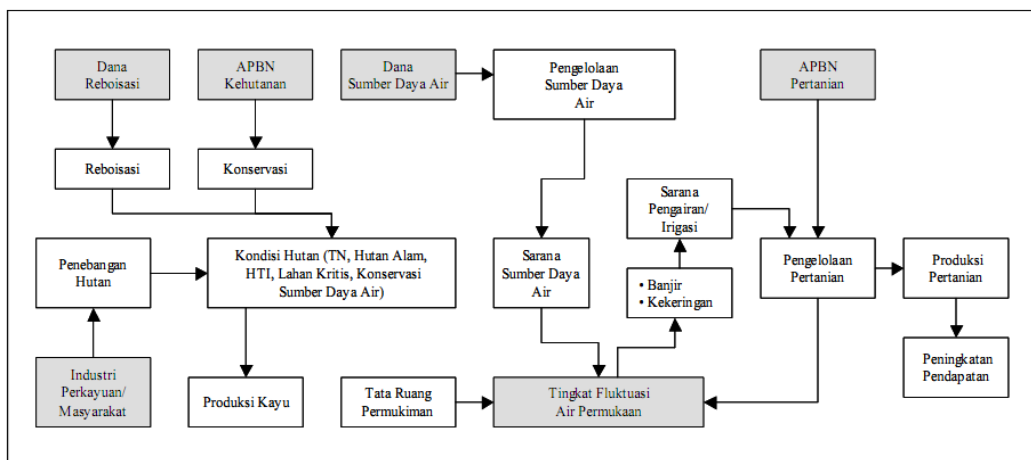 Dana
Reboisasi
APBN
Kehutanan
Dana
Sumber Daya Air
Pengelolaan
Sumber Daya
Air
APBN
Pertanian
Reboisasi
Konservasi
Sarana
Pengairan/
Irigasi
Penebangan
Hutan
Kondisi Hutan (TN, Hutan Alam,
HTI, Lahan Kritis, Konservasi
Sumber Daya Air)
Sarana
Sumber Daya
Air
• Banjir
• Kekeringan
Pengelolaan
Pertanian
Produksi
Pertanian
Industri
Perkayuan/
Masyarakat
Produksi Kayu
Tata Ruang
Permukiman
Tingkat Fluktuasi
Air Permukaan
Peningkatan
Pendapatan